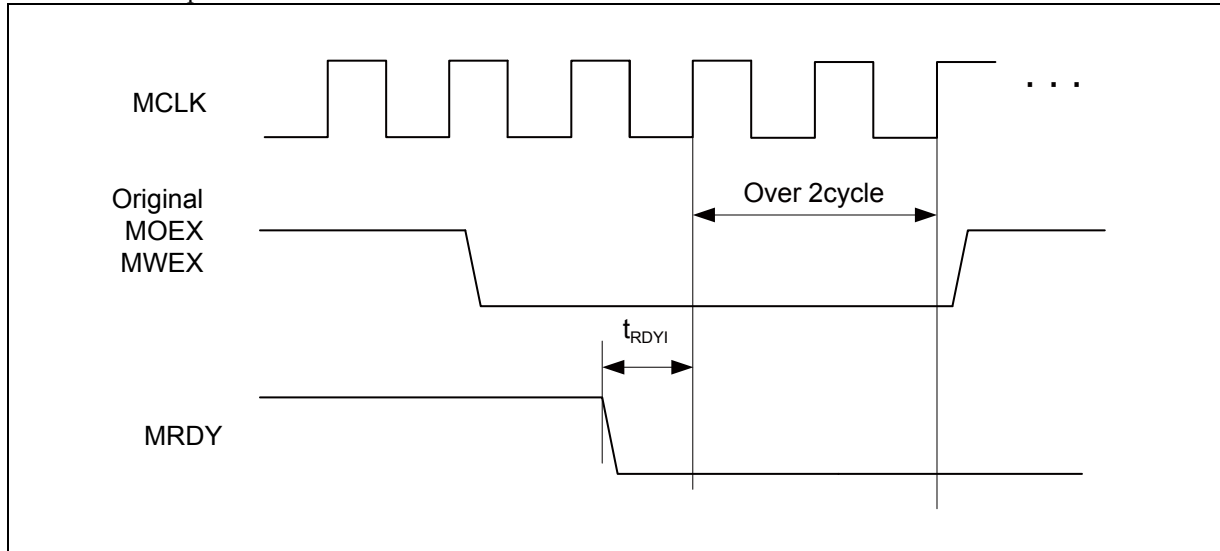 MCLK
. . .
Original
MOEX
MWEX
Over 2cycle
tRDYI
MRDY